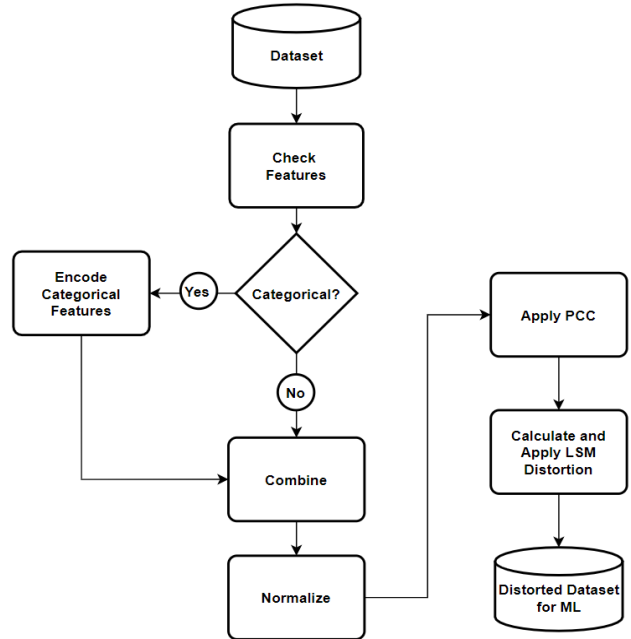 Dataset
Check
Features
Categorical?
Yes
Encode
Categorical
Features
No
Combine
Normalize
Apply PCC
Calculate and
Apply LSM
Distortion
Distorted Dataset
for ML